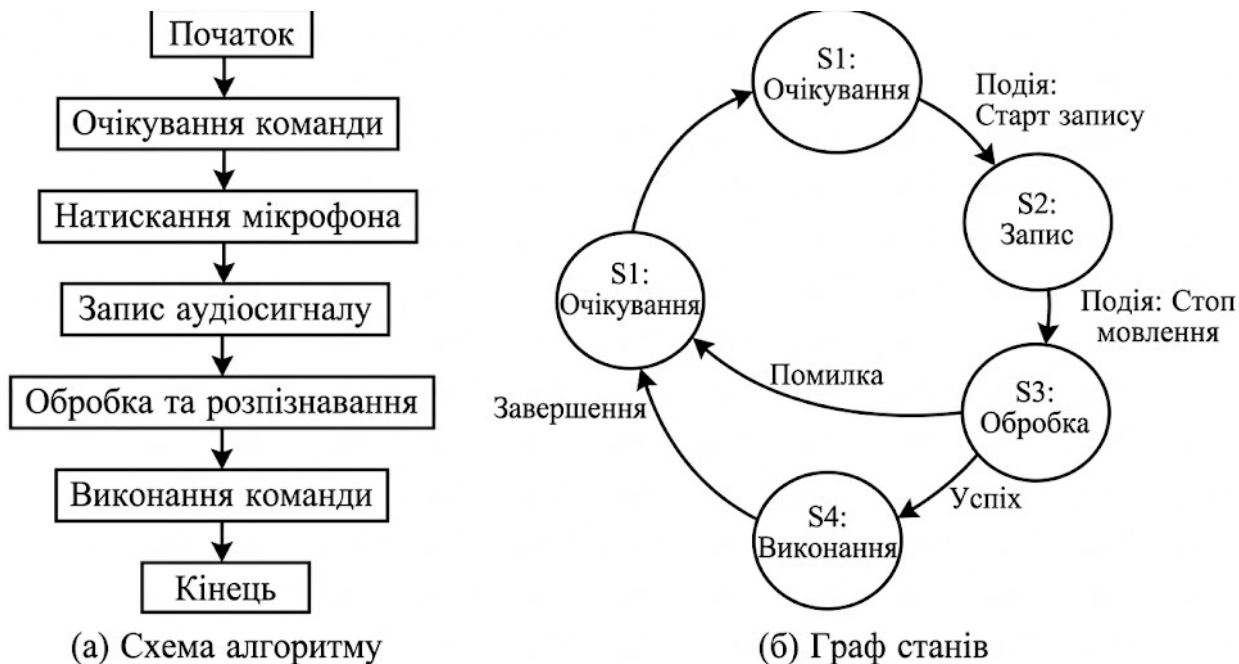 Початок
Очікування команди
Натискання мікрофона
Запис аудіосигналу
Обробка та розпізнавання
Виконання команди
Кінець
(а) Схема алгоритму
S1:
Очікування
Подія:
Старт запису
S2:
Запис
Подія: Стоп
мовлення
S3:
Обробка
Успіх
S4:
Виконання
Помилка
Завершення
S1:
Очікування
(б) Граф станів